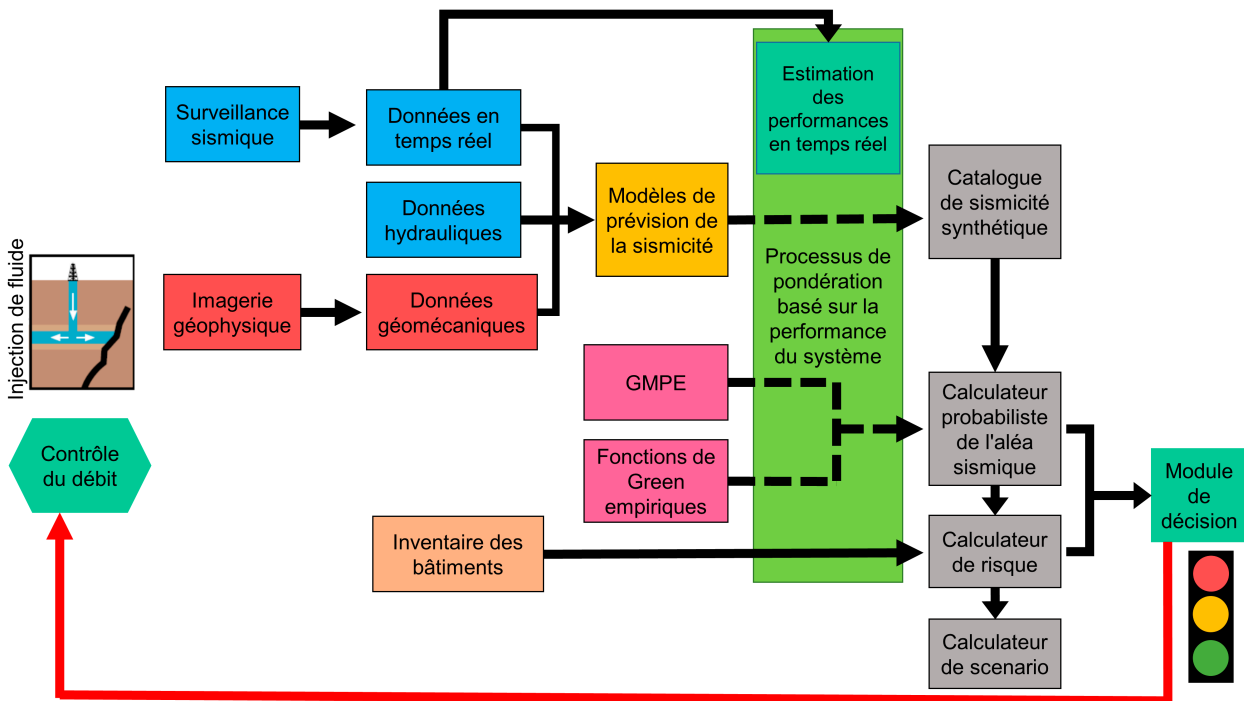 Surveillance
sismique
Données en
temps réel
Estimation
des
performances
en temps réel
Données
hydrauliques
Modèles de
prévision de
la sismicité
Catalogue
de sismicité
synthétique
Injection de fluide
Imagerie
géophysique
Données
géomécaniques
Processus de
pondération
basé sur la
performance
du système
GMPE
Fonctions de
Green
empiriques
Calculateur
probabiliste
de l'aléa
sismique
Contrôle
du débit
Module
de
décision
Inventaire des
bâtiments
Calculateur
de risque
Calculateur
de scenario